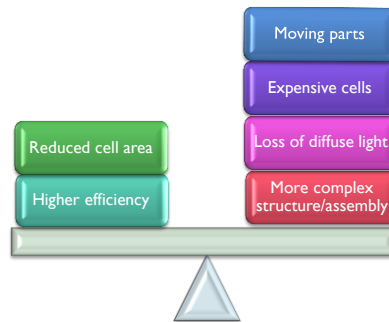 Moving parts
Expensive cells
Reduced cell area
Loss of diffuse light
Higher efficiency
More complex
structure/assembly